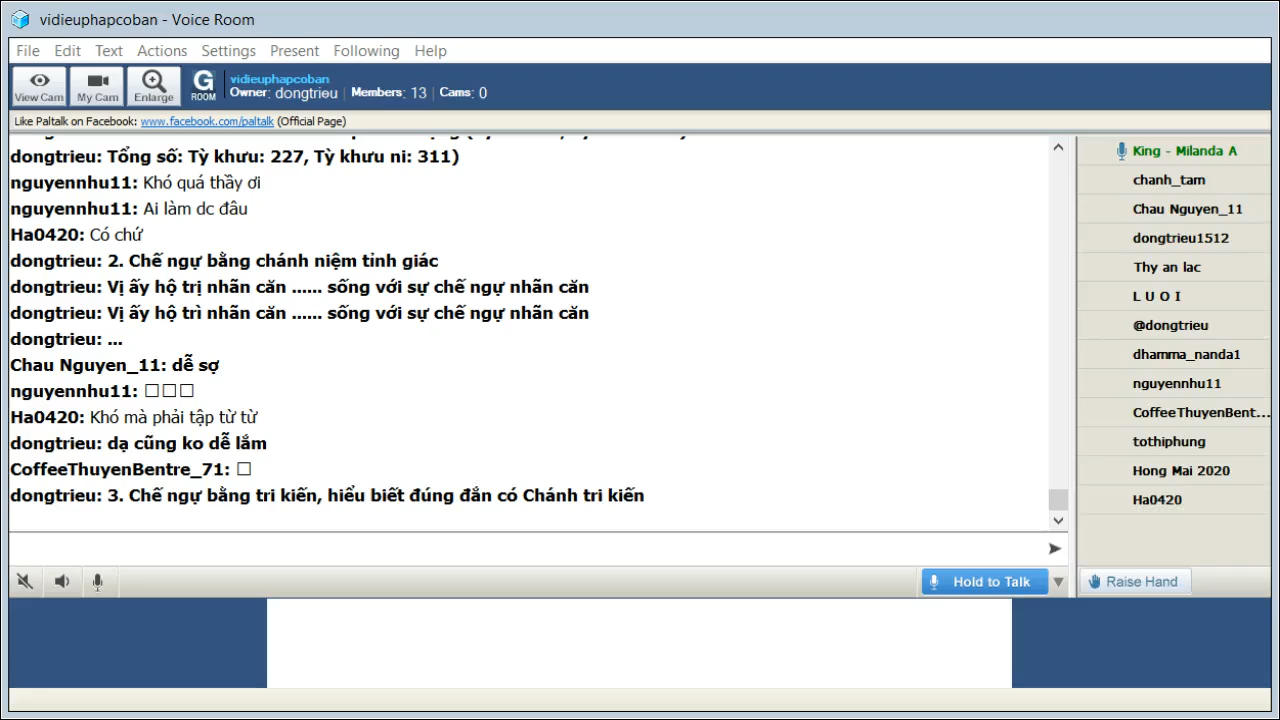 vidieuphapcoban - Voice Room
File Edit Text Actions Settings Present Following Help
View Cam My Cam Enlarge G ROOM
vidieuphapcoban
Owner: dongtrieu | Members: 13 | Cams: 0
Like Paltalk on Facebook: www.facebook.com/paltalk (Official Page)
dongtrieu: Tổng số: Tỳ khưu: 227, Tỳ khưu ni: 311)
nguyennhu11: Khó quá thầy ơi
nguyennhu11: Ai làm dc đâu
Ha0420: Có chứ
dongtrieu: 2. Chế ngự bằng chánh niệm tỉnh giác
dongtrieu: Vị ấy hộ trị nhãn căn ...... sống với sự chế ngự nhãn căn
dongtrieu: Vị ấy hộ trì nhãn căn ...... sống với sự chế ngự nhãn căn
dongtrieu: ...
Chau Nguyen_11: dễ sợ
nguyennhu11: □□□
Ha0420: Khó mà phải tập từ từ
dongtrieu: dạ cũng ko dễ lắm
CoffeeThuyenBentre_71: □
dongtrieu: 3. Chế ngự bằng tri kiến, hiểu biết đúng đắn có Chánh tri kiến
Hold to Talk
King - Milanda A
chanh_tam
Chau Nguyen_11
dongtrieu1512
Thy an lac
L U O I
@dongtrieu
dhamma_nanda1
nguyennhu11
CoffeeThuyenBent...
tothiphung
Hong Mai 2020
Ha0420
Raise Hand